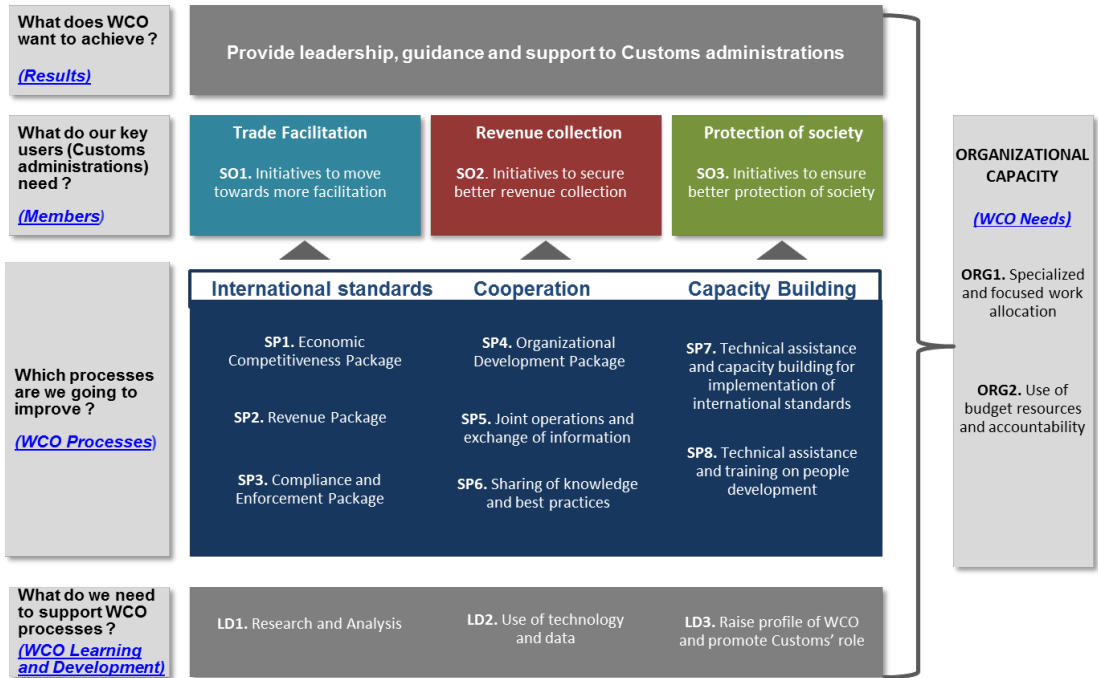 What does WCO
want to achieve ?
(Results)
Provide leadership, guidance and support to Customs administrations
What do our key
users (Customs
administrations)
need ?
(Members)
Trade Facilitation
SO1. Initiatives to move
towards more facilitation
Revenue collection
SO2. Initiatives to secure
better revenue collection
Protection of society
SO3. Initiatives to ensure
better protection of society
Which processes
are we going to
improve ?
(WCO Processes)
International standards
SP1. Economic
Competitiveness Package
SP2. Revenue Package
SP3. Compliance and
Enforcement Package
Cooperation
SP4. Organizational
Development Package
SP5. Joint operations and
exchange of information
SP6. Sharing of knowledge
and best practices
Capacity Building
SP7. Technical assistance
and capacity building for
implementation of
international standards
SP8. Technical assistance
and training on people
development
What do we need
to support WCO
processes ?
(WCO Learning
and Development)
LD1. Research and Analysis
LD2. Use of technology
and data
LD3. Raise profile of WCO
and promote Customs’ role
ORGANIZATIONAL
CAPACITY
(WCO Needs)
ORG1. Specialized
and focused work
allocation
ORG2. Use of
budget resources
and accountability